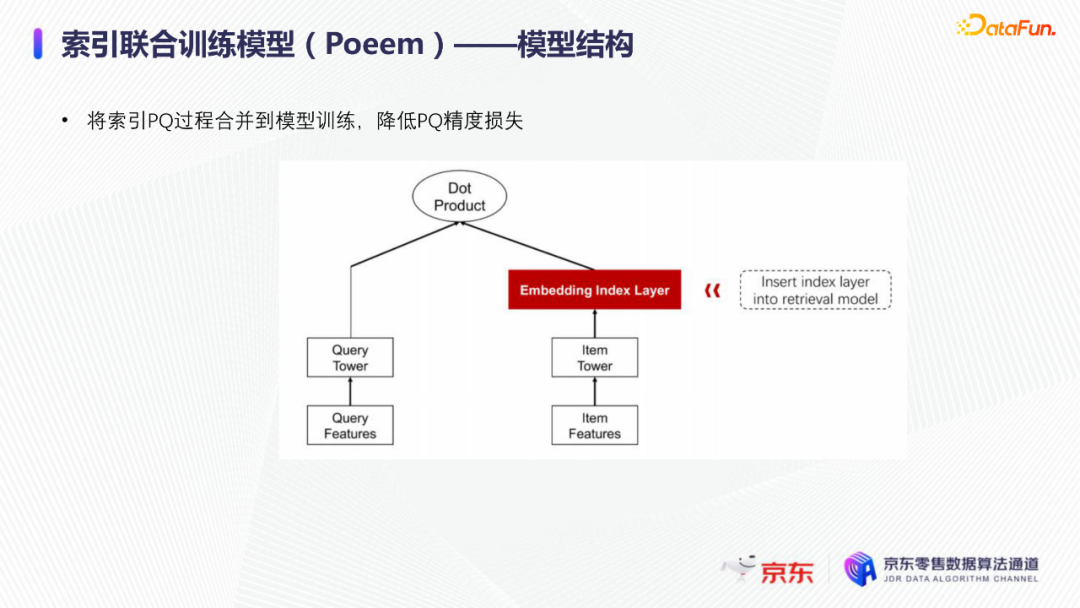 索引联合训练模型（Poeem）——模型结构
DataFun.
• 将索引PQ过程合并到模型训练，降低PQ精度损失
Dot
Product
Embedding Index Layer
Insert index layer
into retrieval model
Query
Tower
Item
Tower
Query
Features
Item
Features
京东
京东零售数据算法通道
JDR DATA ALGORITHM CHANNEL